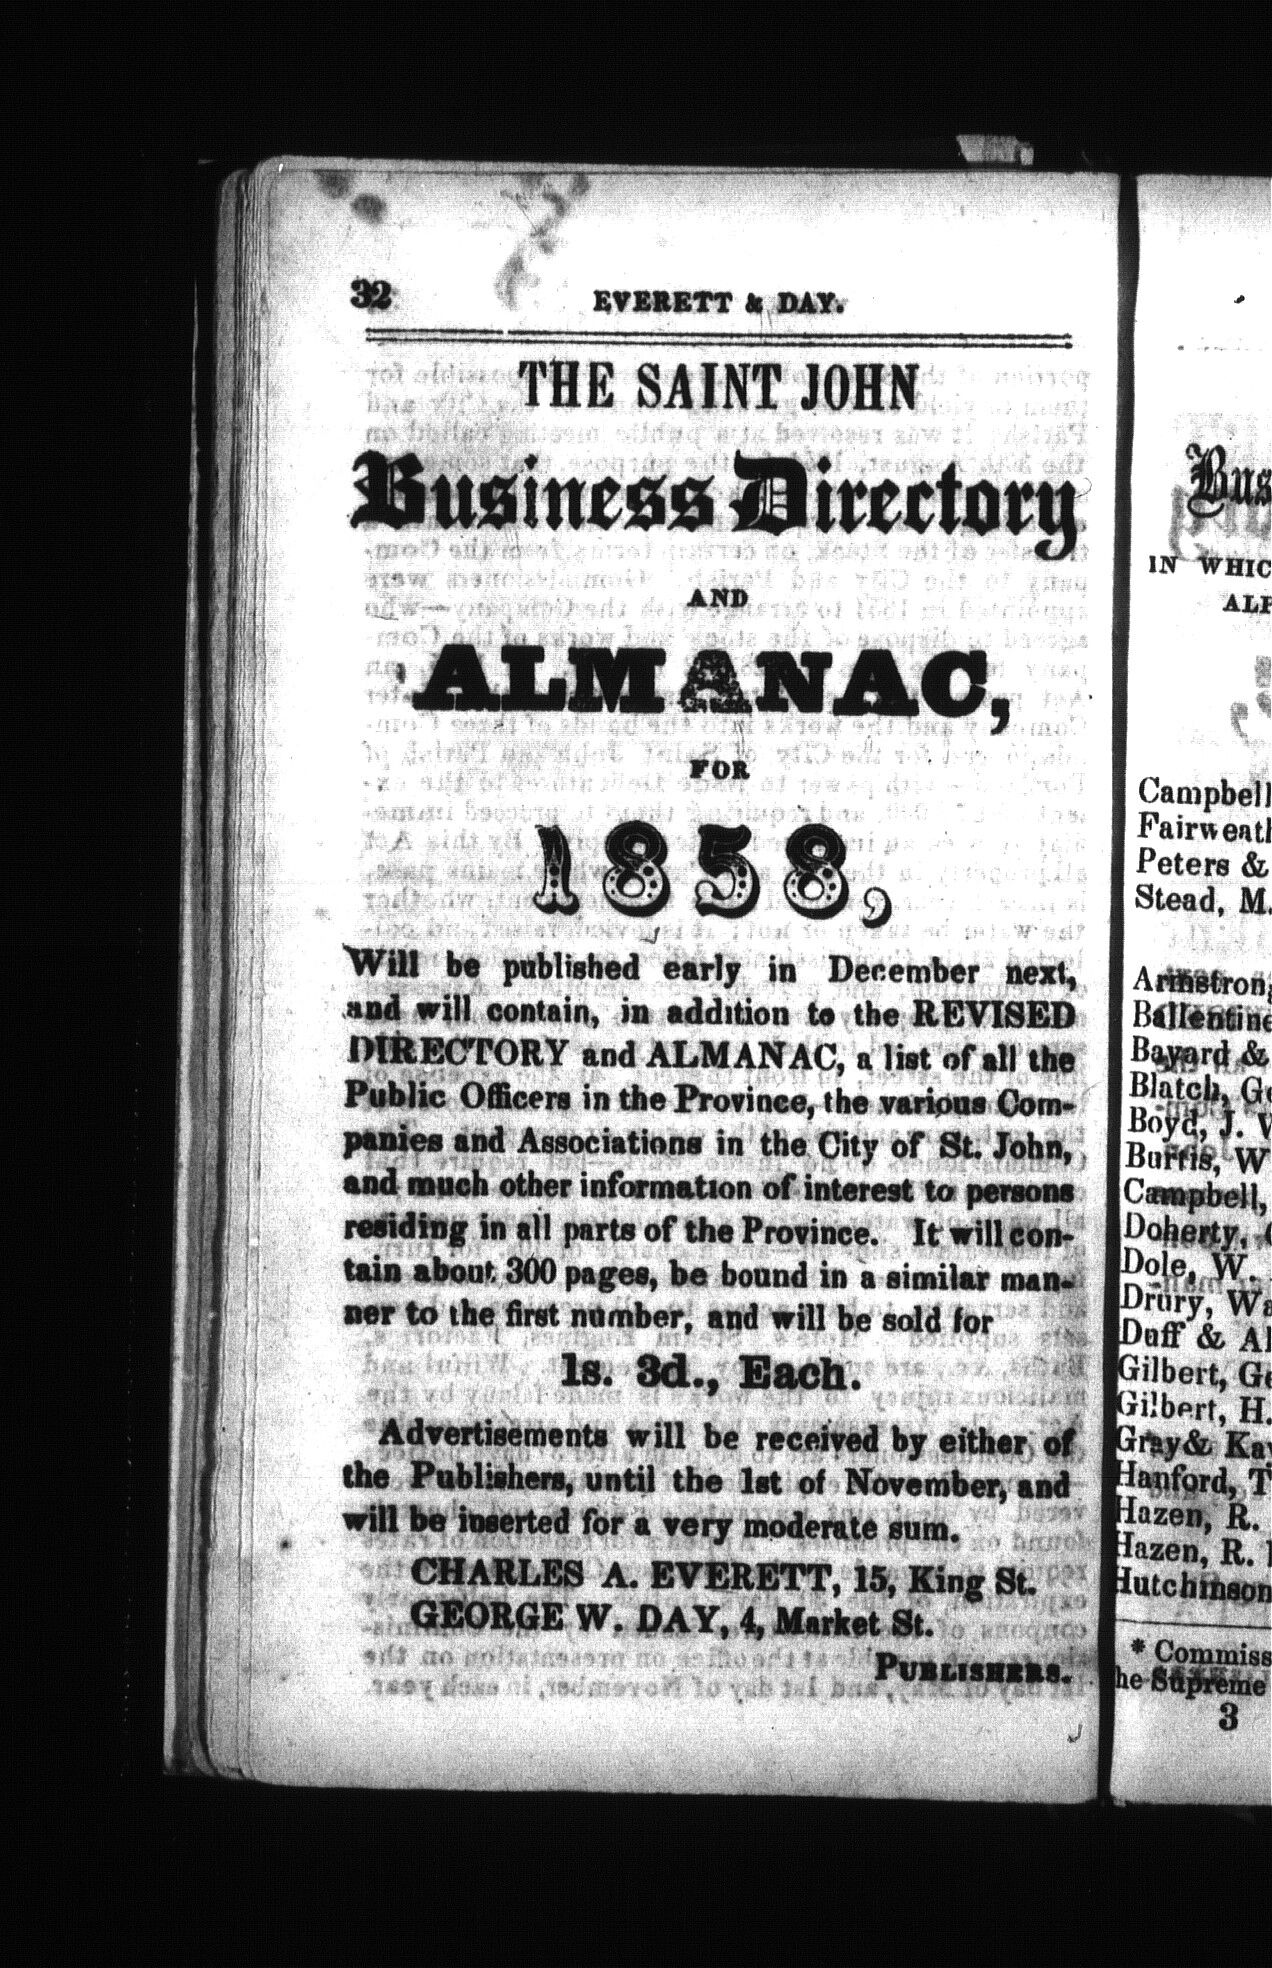 32
EVERETT & DAY.
THE SAINT JOHN
Business Directory
AND
ALMANAC,
FOR
1858,
Will be published early in December next,
and will contain, in addition to the REVISED
DIRECTORY and ALMANAC, a list of all the
Public Officers in the Province, the various Com-
panies and Associations in the City of St. John,
and much other information of interest to persons
residing in all parts of the Province. It will con-
tain about 300 pages, be bound in a similar man-
ner to the first number, and will be sold for
1s. 3d., Each.
Advertisements will be received by either of
the Publishers, until the 1st of November, and
will be inserted for a very moderate sum.
CHARLES A. EVERETT, 15, King St.
GEORGE W. DAY, 4, Market St.
PUBLISHERS.
Bus
IN WHIC
ALP
Campbell
Fairweath
Peters &
Stead, M.
Armstrong
Ballentine
Bayard &
Blatch, Ge
Boyd, J. W
Burtis, W
Campbell,
Doherty,
Dole, W.
Drury, Wa
Duff & Al
Gilbert, Ge
Gilbert, H.
Gray & Kay
Hanford, T
Hazen, R.
Hazen, R.
Hutchinson
* Commiss
the Supreme
3